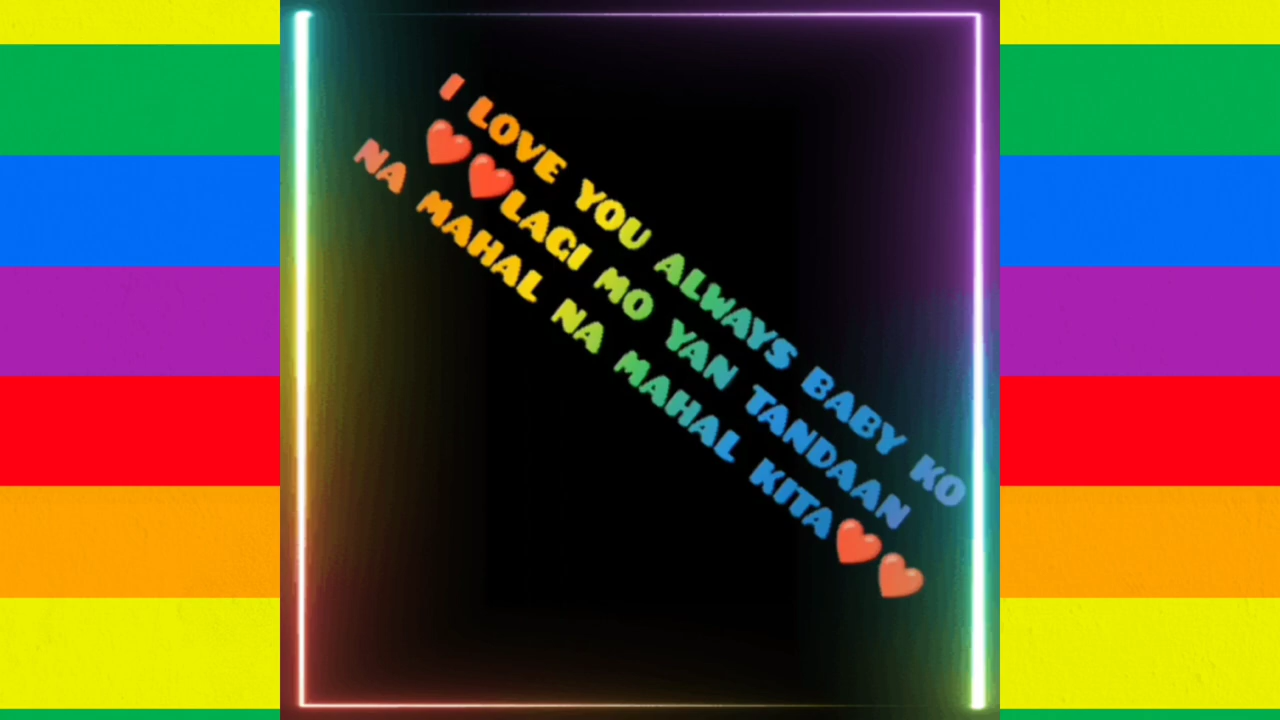 I LOVE YOU ALWAYS BABY KO
❤️❤️LAGI MO YAN TANDAAN
NA MAHAL NA MAHAL KITA❤️❤️